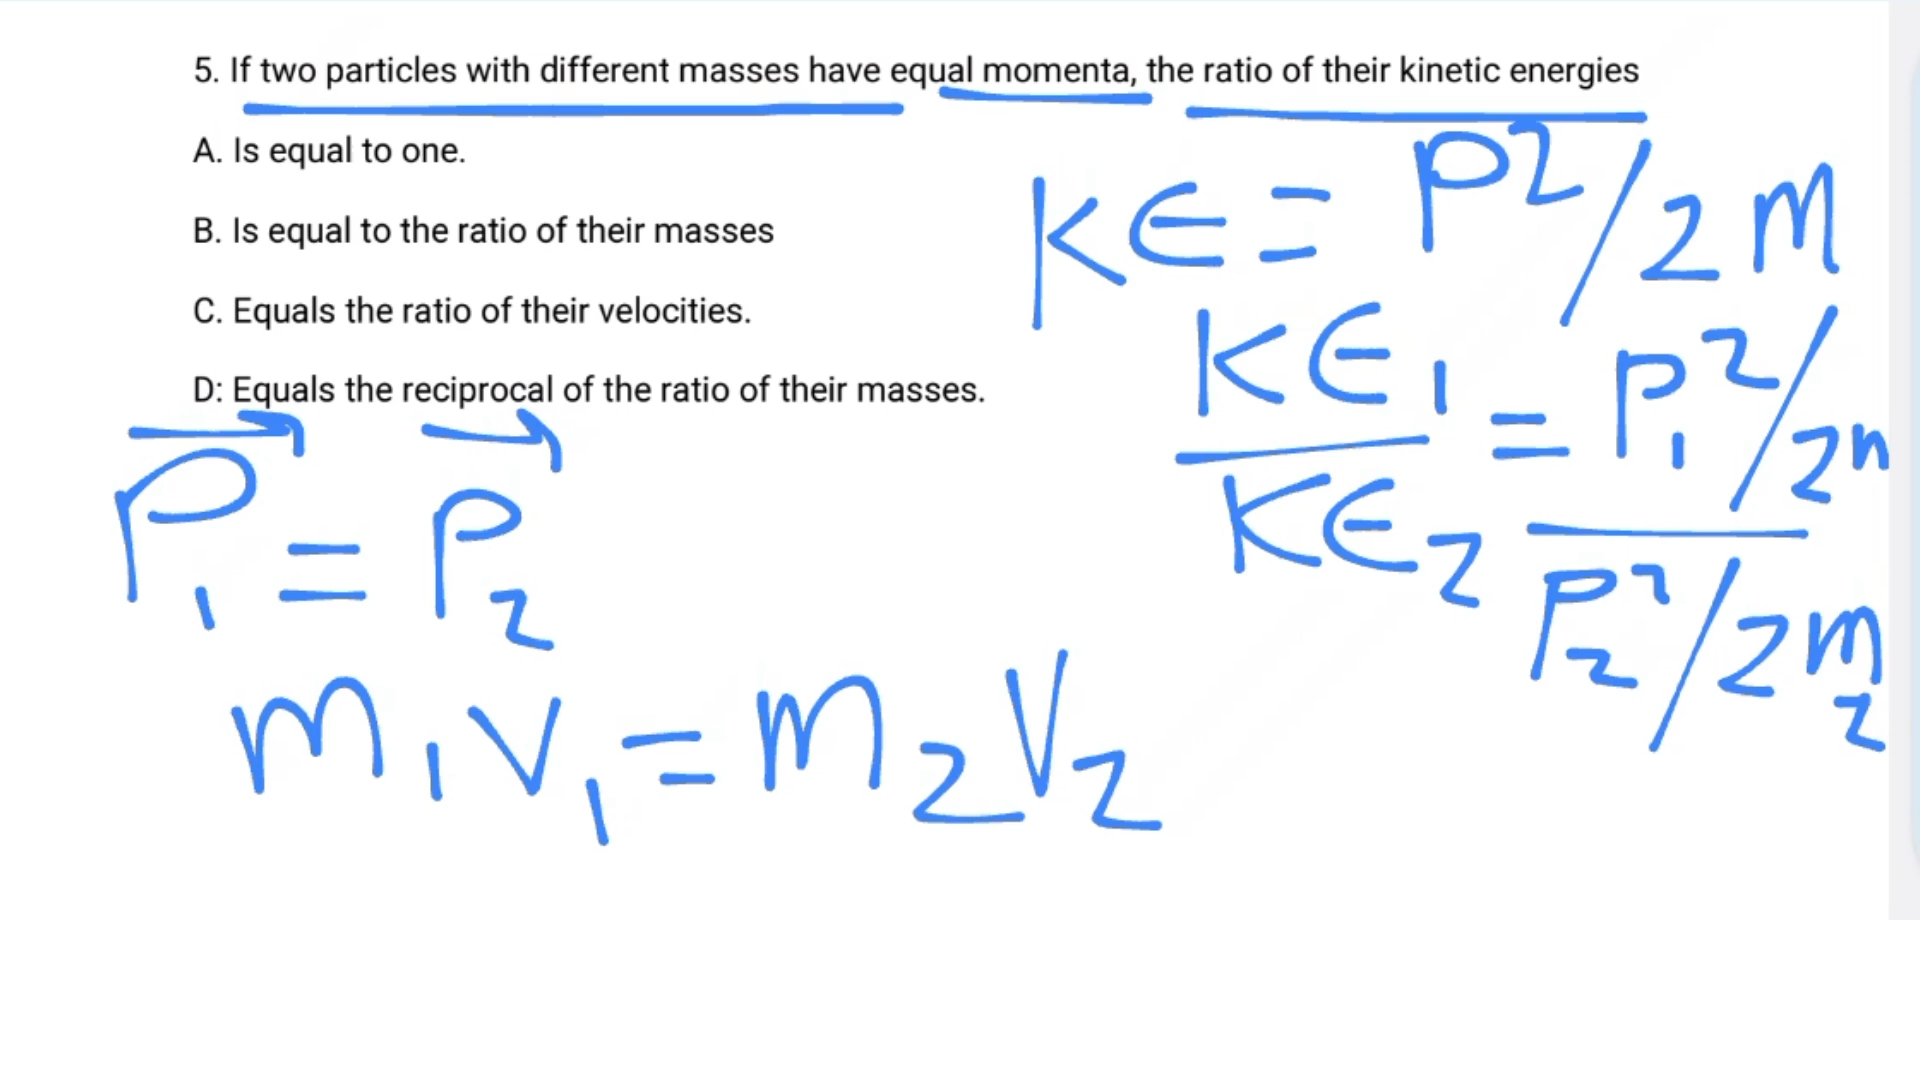 5. If two particles with different masses have equal momenta, the ratio of their kinetic energies
A. Is equal to one.
B. Is equal to the ratio of their masses
C. Equals the ratio of their velocities.
D: Equals the reciprocal of the ratio of their masses.
KE = P²/2M
KE₁/KE₂ = P₁²/2m / P₂²/2m₂
P₁ = P₂
m₁v₁ = m₂v₂